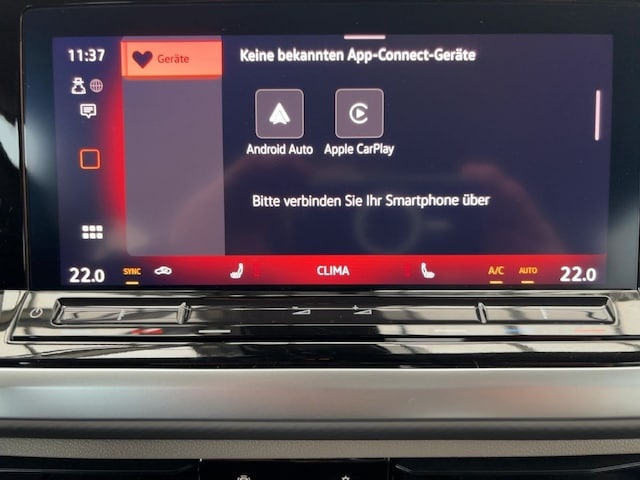 11:37
Geräte
Keine bekannten App-Connect-Geräte
Android Auto
Apple CarPlay
Bitte verbinden Sie Ihr Smartphone über
22.0
SYNC
CLIMA
A/C
AUTO
22.0